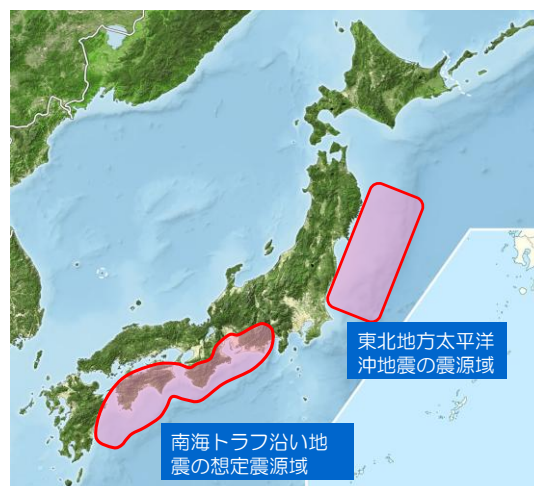 東北地方太平洋
沖地震の震源域
南海トラフ沿い地
震の想定震源域